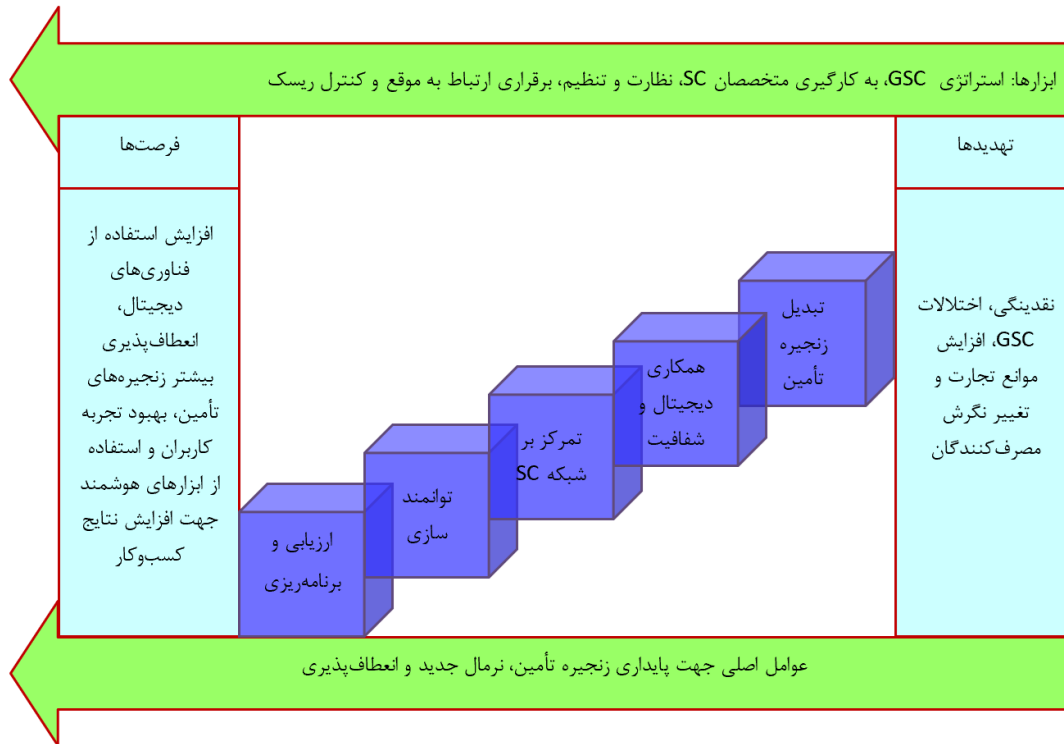 ابزارها: استراتژی GSC، به کارگیری متخصصان SC، نظارت و تنظیم، برقراری ارتباط به موقع و کنترل ریسک
تهدیدها
نقدینگی، اختلالات
GSC، افزایش
موانع تجارت و
تغییر نگرش
مصرف‌کنندگان
تبدیل
زنجیره
تأمین
همکاری
دیجیتال و
شفافیت
تمرکز بر
شبکه SC
توانمند
سازی
ارزیابی و
برنامه‌ریزی
فرصت‌ها
افزایش استفاده از
فناوری‌های
دیجیتال،
انعطاف‌پذیری
بیشتر زنجیره‌های
تأمین، بهبود تجربه
کاربران و استفاده
از ابزارهای هوشمند
جهت افزایش نتایج
کسب‌وکار
عوامل اصلی جهت پایداری زنجیره تأمین، نرمال جدید و انعطاف‌پذیری